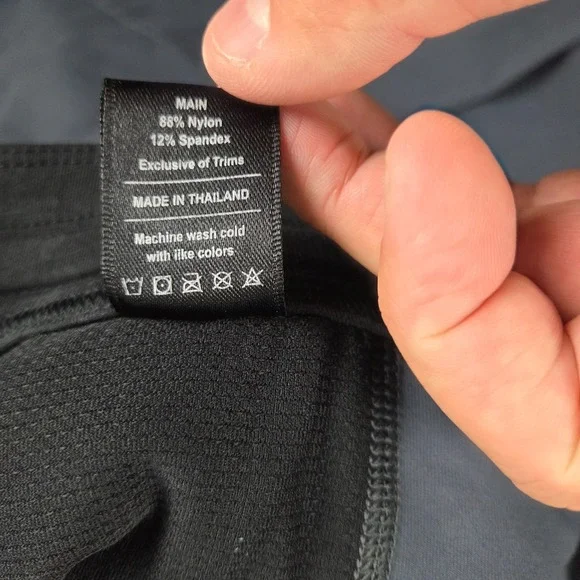 MAIN
88% Nylon
12% Spandex
Exclusive of Trims
MADE IN THAILAND
Machine wash cold
with like colors